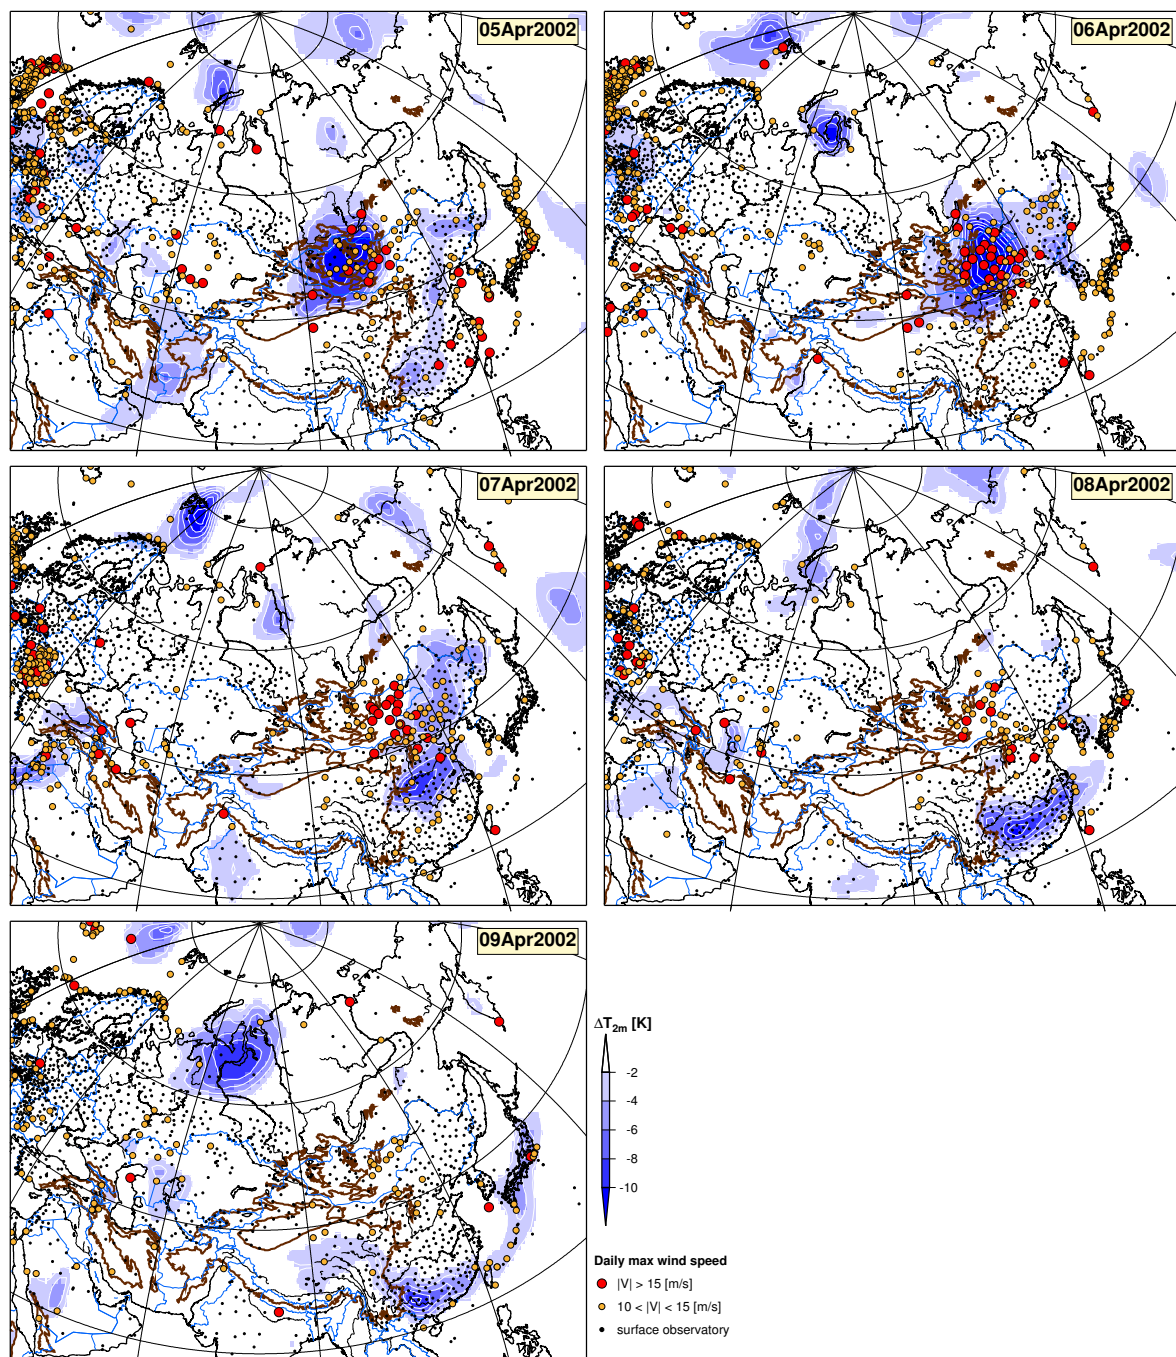 05Apr2002
06Apr2002
07Apr2002
08Apr2002
09Apr2002
ΔT2m [K]
-2
-4
-6
-8
-10
Daily max wind speed
|V| > 15 [m/s]
10 < |V| < 15 [m/s]
surface observatory